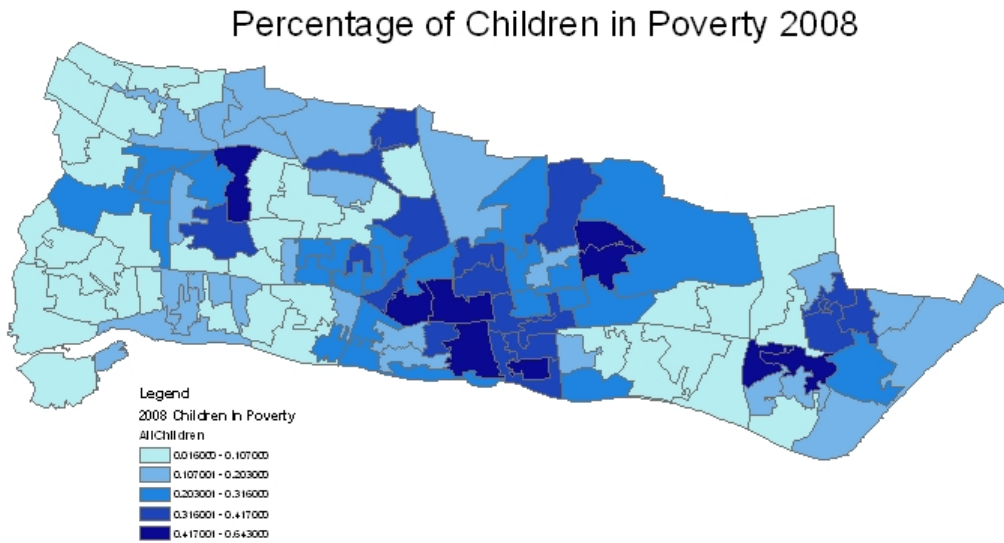 Percentage of Children in Poverty 2008
Legend
2008 Children In Poverty
AllChildren
0.016000 - 0.107000
0.107001 - 0.203000
0.203001 - 0.316000
0.316001 - 0.417000
0.417001 - 0.643000